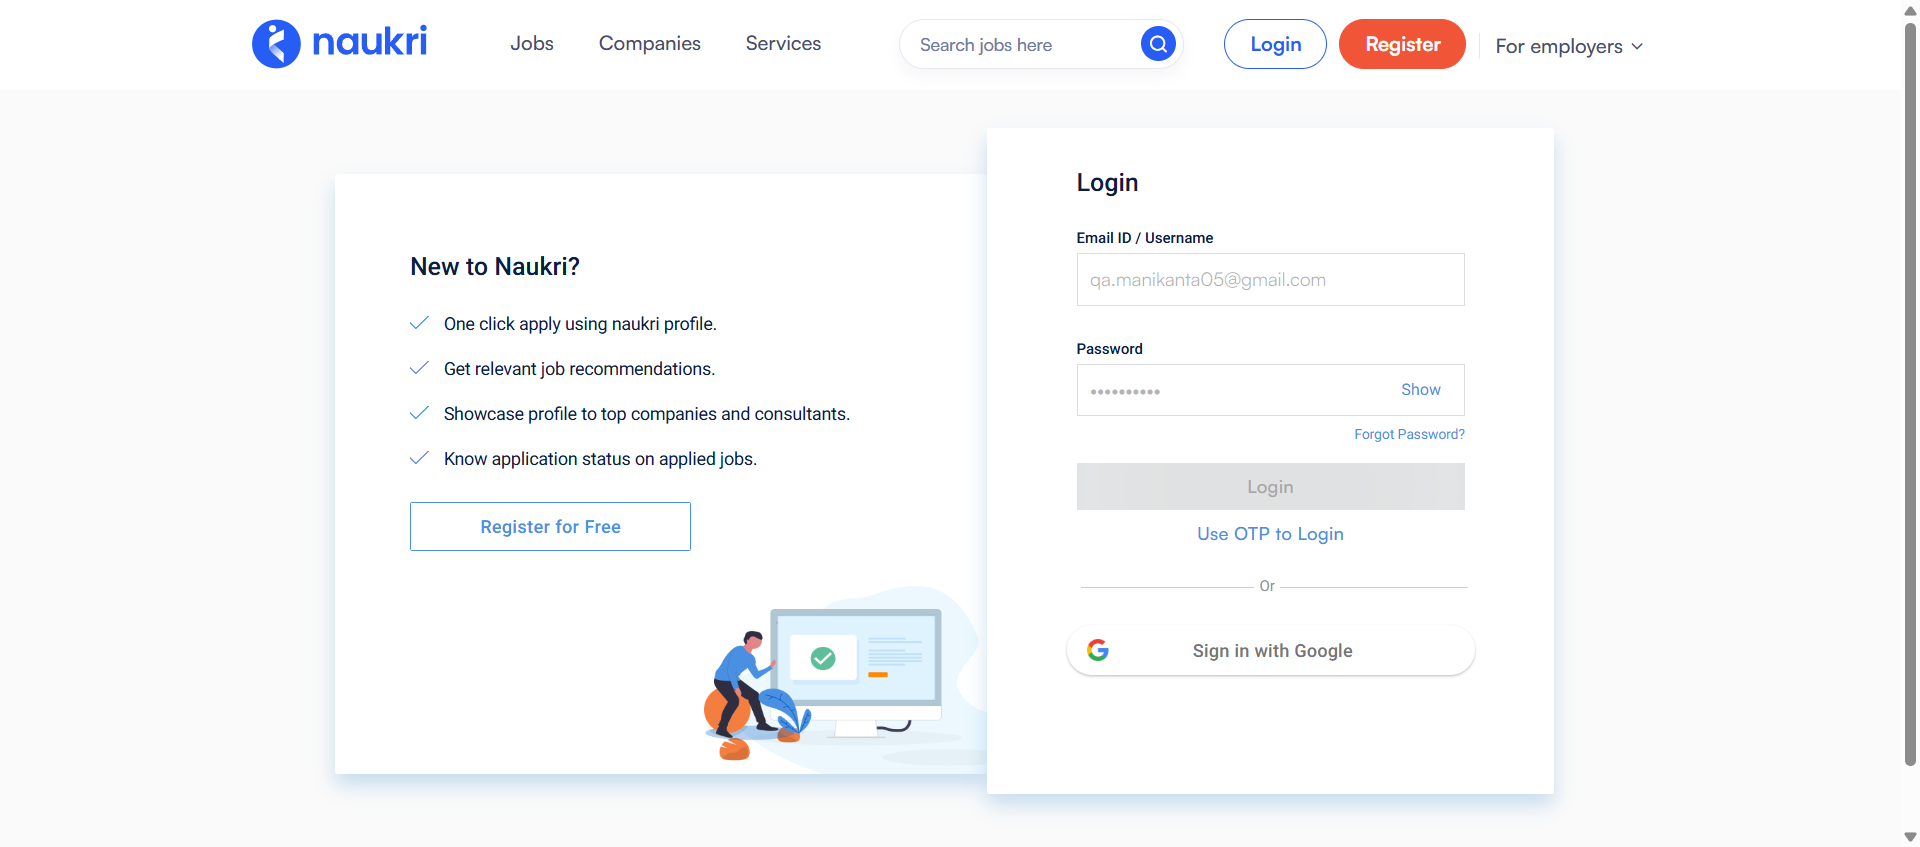 naukri
Jobs
Companies
Services
Search jobs here
Login
Register
For employers
New to Naukri?
One click apply using naukri profile.
Get relevant job recommendations.
Showcase profile to top companies and consultants.
Know application status on applied jobs.
Register for Free
Login
Email ID / Username
qa.manikanta05@gmail.com
Password
••••••••••
Show
Forgot Password?
Login
Use OTP to Login
Or
Sign in with Google